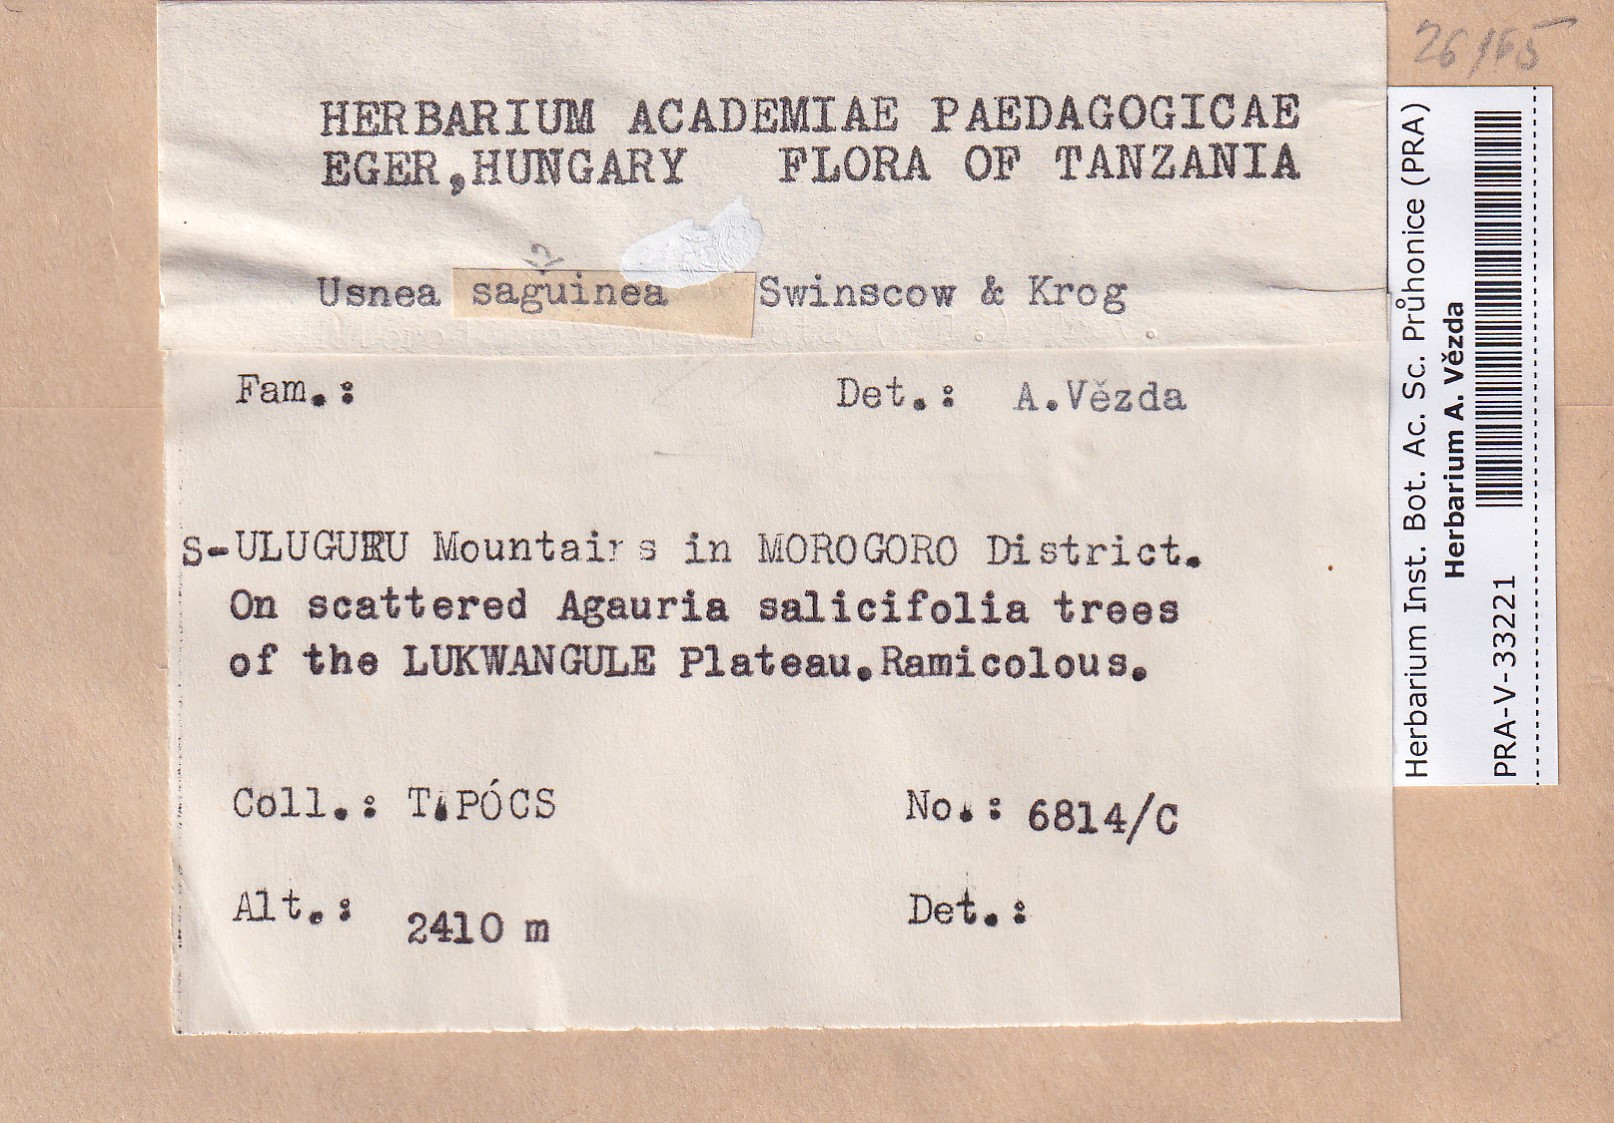 26/65
HERBARIUM ACADEMIAE PAEDAGOGICAE
EGER,HUNGARY FLORA OF TANZANIA
n
Usnea saguinea Swinscow & Krog
Fam.: Det.: A.Vězda
S-ULUGURU Mountains in MOROGORO District.
On scattered Agauria salicifolia trees
of the LUKWANGULE Plateau.Ramicolous.
Coll.: T.PÓCS No.: 6814/C
Alt.: 2410 m Det.:
Herbarium Inst. Bot. Ac. Sc. Průhonice (PRA)
Herbarium A. Vězda
PRA-V-33221